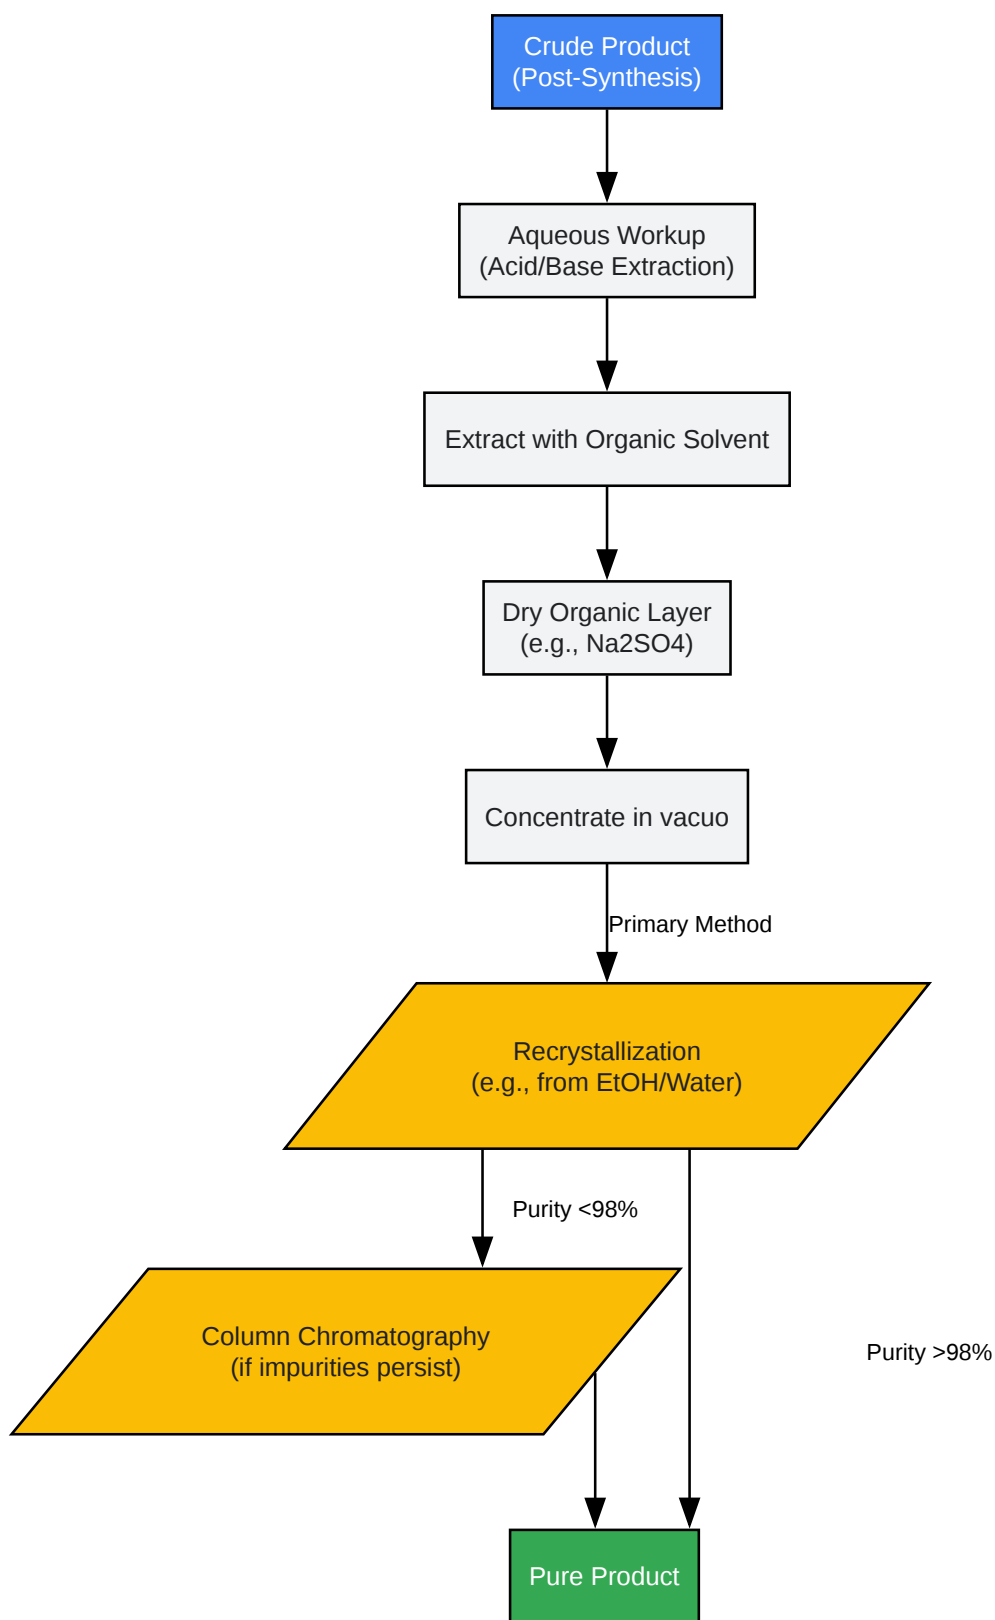 Crude Product
(Post-Synthesis)
Aqueous Workup
(Acid/Base Extraction)
Extract with Organic Solvent
Dry Organic Layer
(e.g., Na2SO4)
Concentrate in vacuo
Primary Method
Recrystallization
(e.g., from EtOH/Water)
Purity <98%
Column Chromatography
(if impurities persist)
Purity >98%
Pure Product